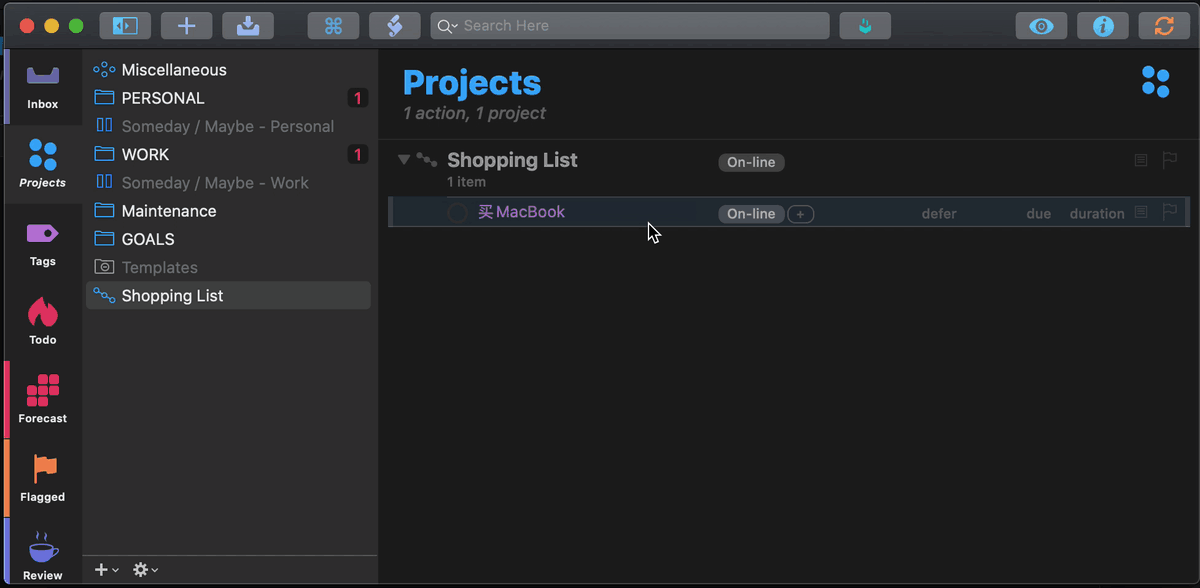 Search Here
Inbox
Projects
Tags
Todo
Forecast
Flagged
Review
Miscellaneous
PERSONAL 1
Someday / Maybe - Personal
WORK 1
Someday / Maybe - Work
Maintenance
GOALS
Templates
Shopping List
Projects
1 action, 1 project
Shopping List On-line
1 item
买 MacBook On-line + defer due duration